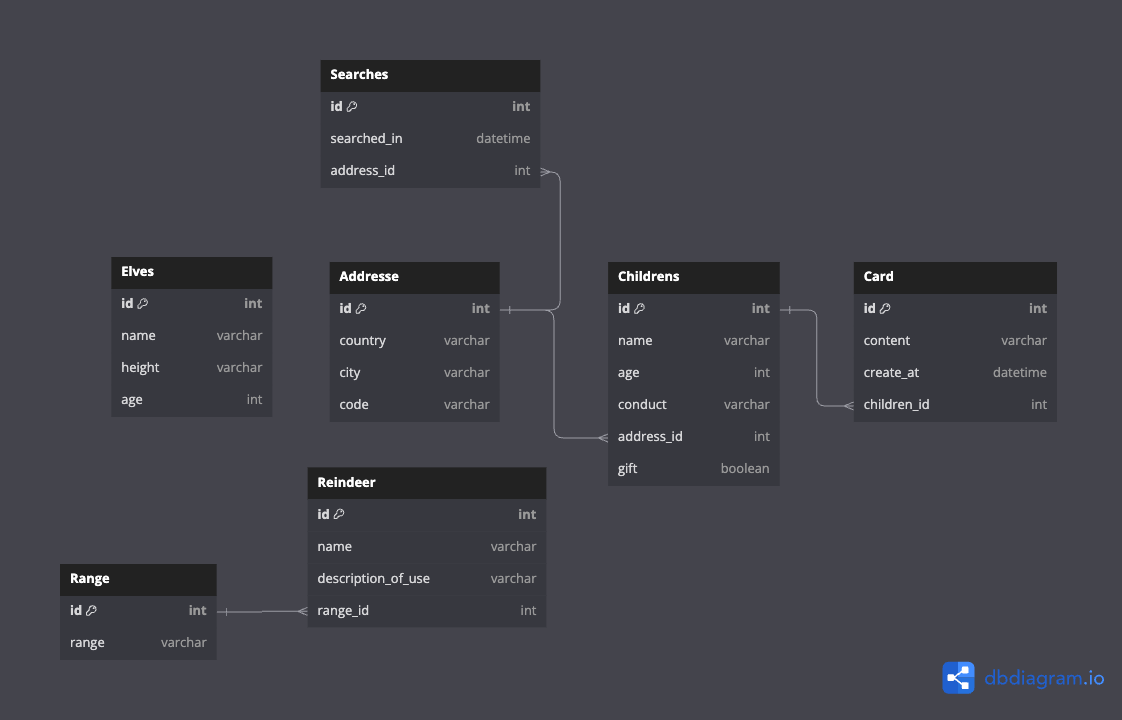 Searches
id int
searched_in datetime
address_id int
Elves
id int
name varchar
height varchar
age int
Addresse
id int
country varchar
city varchar
code varchar
Childrens
id int
name varchar
age int
conduct varchar
address_id int
gift boolean
Card
id int
content varchar
create_at datetime
children_id int
Reindeer
id int
name varchar
description_of_use varchar
range_id int
Range
id int
range varchar
dbdiagram.io